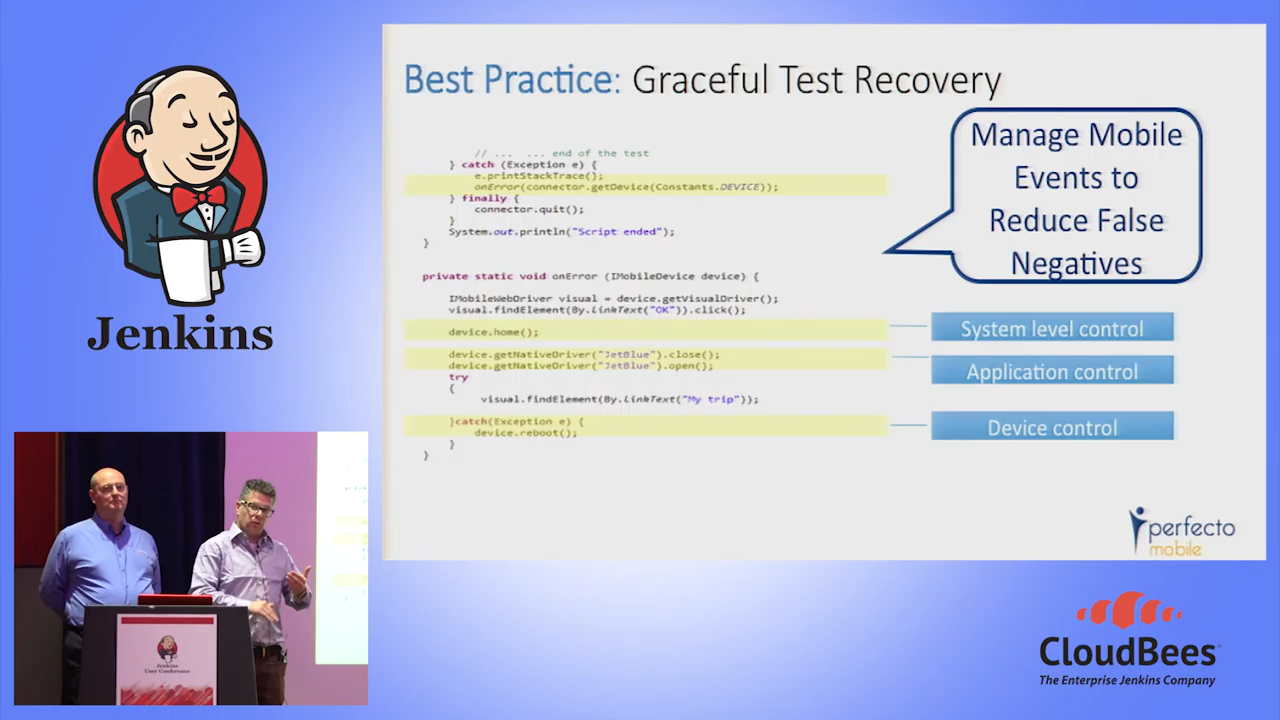 Jenkins
Best Practice: Graceful Test Recovery
Manage Mobile
Events to
Reduce False
Negatives
// ... ... end of the test
} catch (Exception e) {
e.printStackTrace();
onError(connector.getDevice(Constants.DEVICE));
} finally {
connector.quit();
}
System.out.println("Script ended");
}
private static void onError (IMobileDevice device) {
IMobileWebDriver visual = device.getVisualDriver();
visual.findElement(By.LinkText("OK")).click();
device.home();
device.getNativeDriver("JetBlue").close();
device.getNativeDriver("JetBlue").open();
try
{
visual.findElement(By.LinkText("My trip"));
}catch(Exception e) {
device.reboot();
}
}
System level control
Application control
Device control
perfecto
mobile
Jenkins
User Conference
CloudBees
The Enterprise Jenkins Company